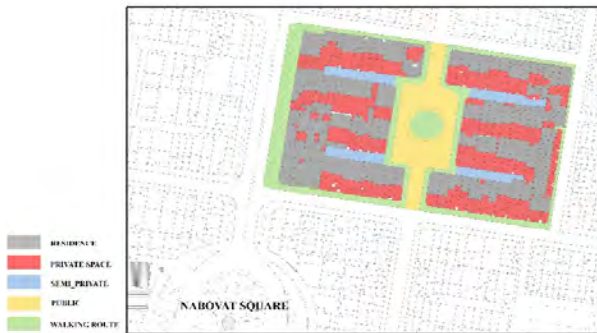 RESIDENCE
PRIVATE SPACE
SEMI_PRIVATE
PUBLIC
WALKING ROUTE
NABOVAT SQUARE